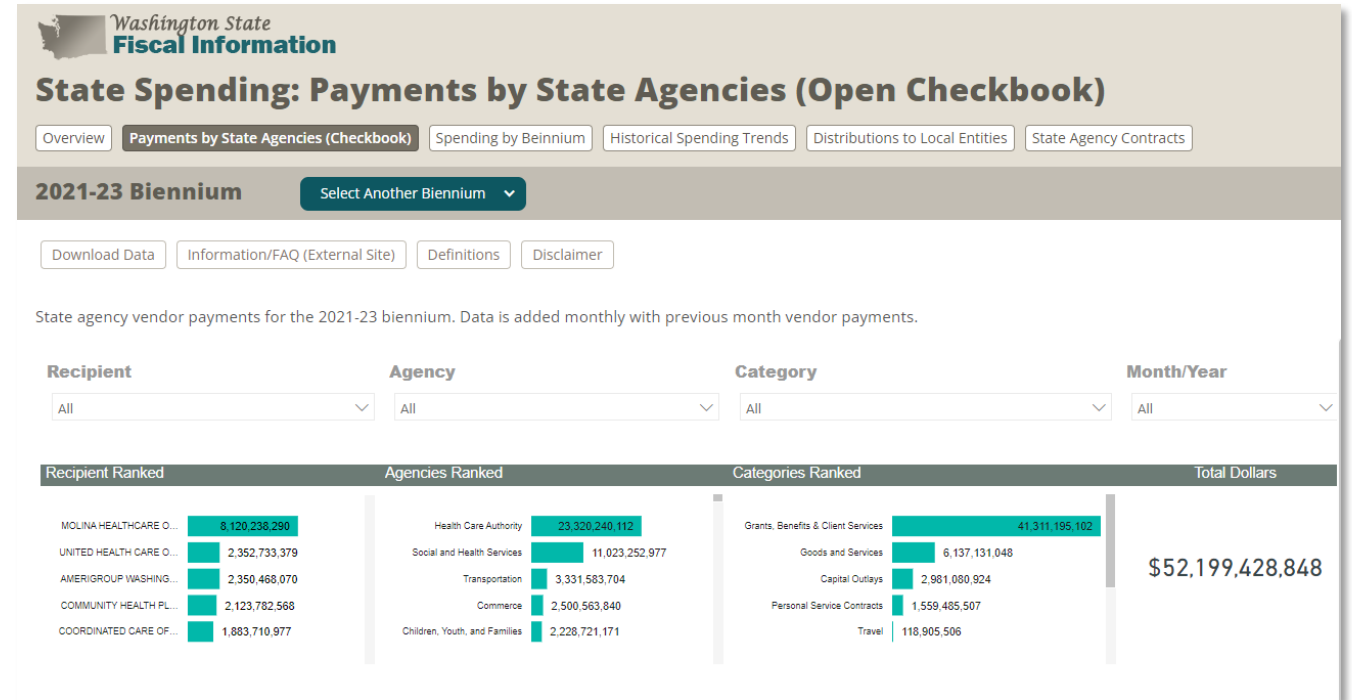 Washington State
Fiscal Information
State Spending: Payments by State Agencies (Open Checkbook)
Overview Payments by State Agencies (Checkbook) Spending by Beinnium Historical Spending Trends Distributions to Local Entities State Agency Contracts
2021-23 Biennium Select Another Biennium
Download Data Information/FAQ (External Site) Definitions Disclaimer
State agency vendor payments for the 2021-23 biennium. Data is added monthly with previous month vendor payments.
Recipient Agency Category Month/Year
All All All All
Recipient Ranked Agencies Ranked Categories Ranked Total Dollars
MOLINA HEALTHCARE O... 8,120,238,290 Health Care Authority 23,320,240,112 Grants, Benefits & Client Services 41,311,195,102
UNITED HEALTH CARE O... 2,352,733,379 Social and Health Services 11,023,252,977 Goods and Services 6,137,131,048
AMERIGROUP WASHING... 2,350,468,070 Transportation 3,331,583,704 Capital Outlays 2,981,080,924 $52,199,428,848
COMMUNITY HEALTH PL... 2,123,782,568 Commerce 2,500,563,840 Personal Service Contracts 1,559,485,507
COORDINATED CARE OF... 1,883,710,977 Children, Youth, and Families 2,228,721,171 Travel 118,905,506